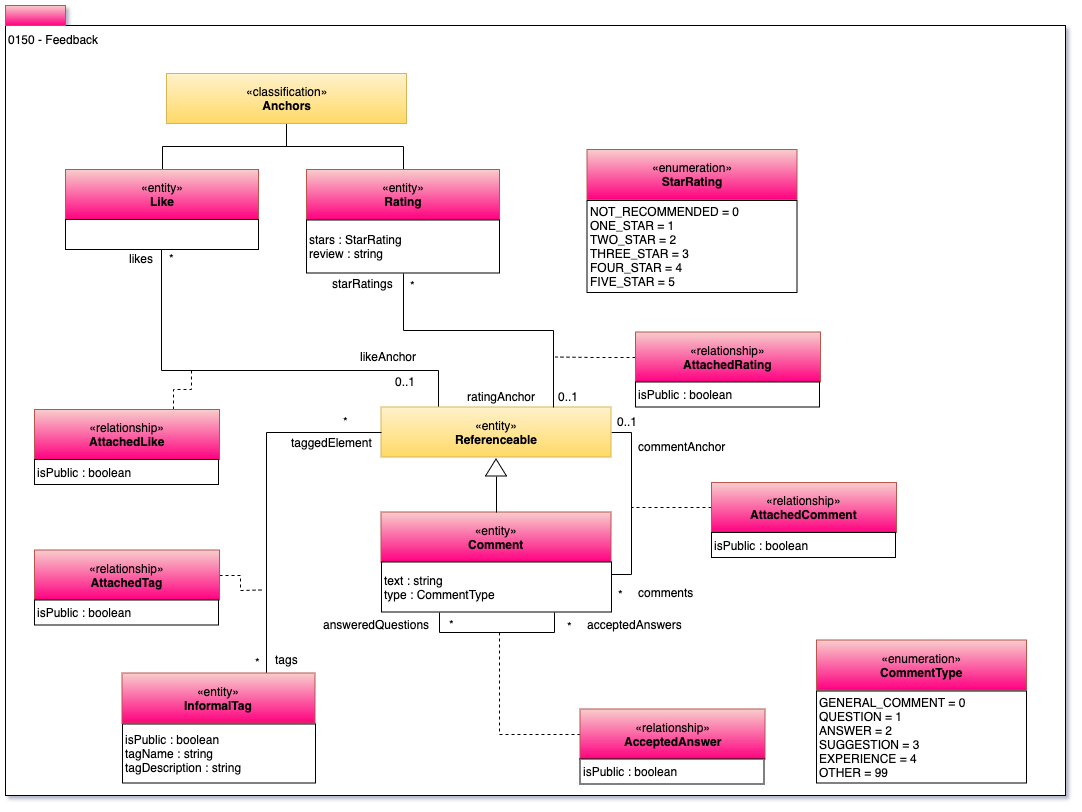 0150 - Feedback
«classification»
Anchors
«entity»
Like
«entity»
Rating
stars : StarRating
review : string
«enumeration»
StarRating
NOT_RECOMMENDED = 0
ONE_STAR = 1
TWO_STAR = 2
THREE_STAR = 3
FOUR_STAR = 4
FIVE_STAR = 5
likes
*
starRatings
*
likeAnchor
0..1
ratingAnchor
0..1
«relationship»
AttachedRating
isPublic : boolean
«relationship»
AttachedLike
isPublic : boolean
*
taggedElement
«entity»
Referenceable
0..1
commentAnchor
«relationship»
AttachedComment
isPublic : boolean
«entity»
Comment
text : string
type : CommentType
«relationship»
AttachedTag
isPublic : boolean
*
comments
answeredQuestions
*
*
acceptedAnswers
*
tags
«entity»
InformalTag
isPublic : boolean
tagName : string
tagDescription : string
«relationship»
AcceptedAnswer
isPublic : boolean
«enumeration»
CommentType
GENERAL_COMMENT = 0
QUESTION = 1
ANSWER = 2
SUGGESTION = 3
EXPERIENCE = 4
OTHER = 99